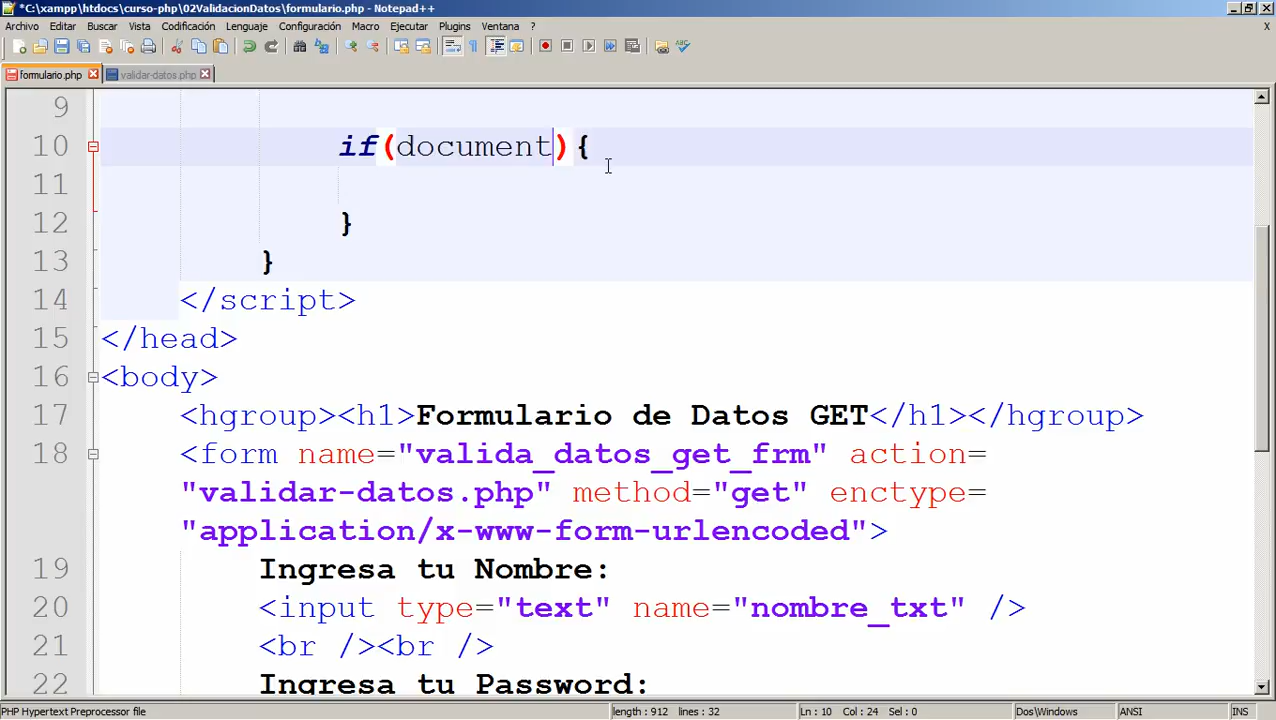 *C:\xampp\htdocs\curso-php\02ValidacionDatos\formulario.php - Notepad++
Archivo Editar Buscar Vista Codificación Lenguaje Configuración Macro Ejecutar Plugins Ventana ? X
formulario.php validar-datos.php
9
10 if(document){
11
12 }
13 }
14 </script>
15 </head>
16 <body>
17 <hgroup><h1>Formulario de Datos GET</h1></hgroup>
18 <form name="valida_datos_get_frm" action=
"validar-datos.php" method="get" enctype=
"application/x-www-form-urlencoded">
19 Ingresa tu Nombre:
20 <input type="text" name="nombre_txt" />
21 <br /><br />
22 Ingresa tu Password:
PHP Hypertext Preprocessor file length : 912 lines : 32 Ln : 10 Col : 24 Sel : 0 Dos\Windows ANSI INS